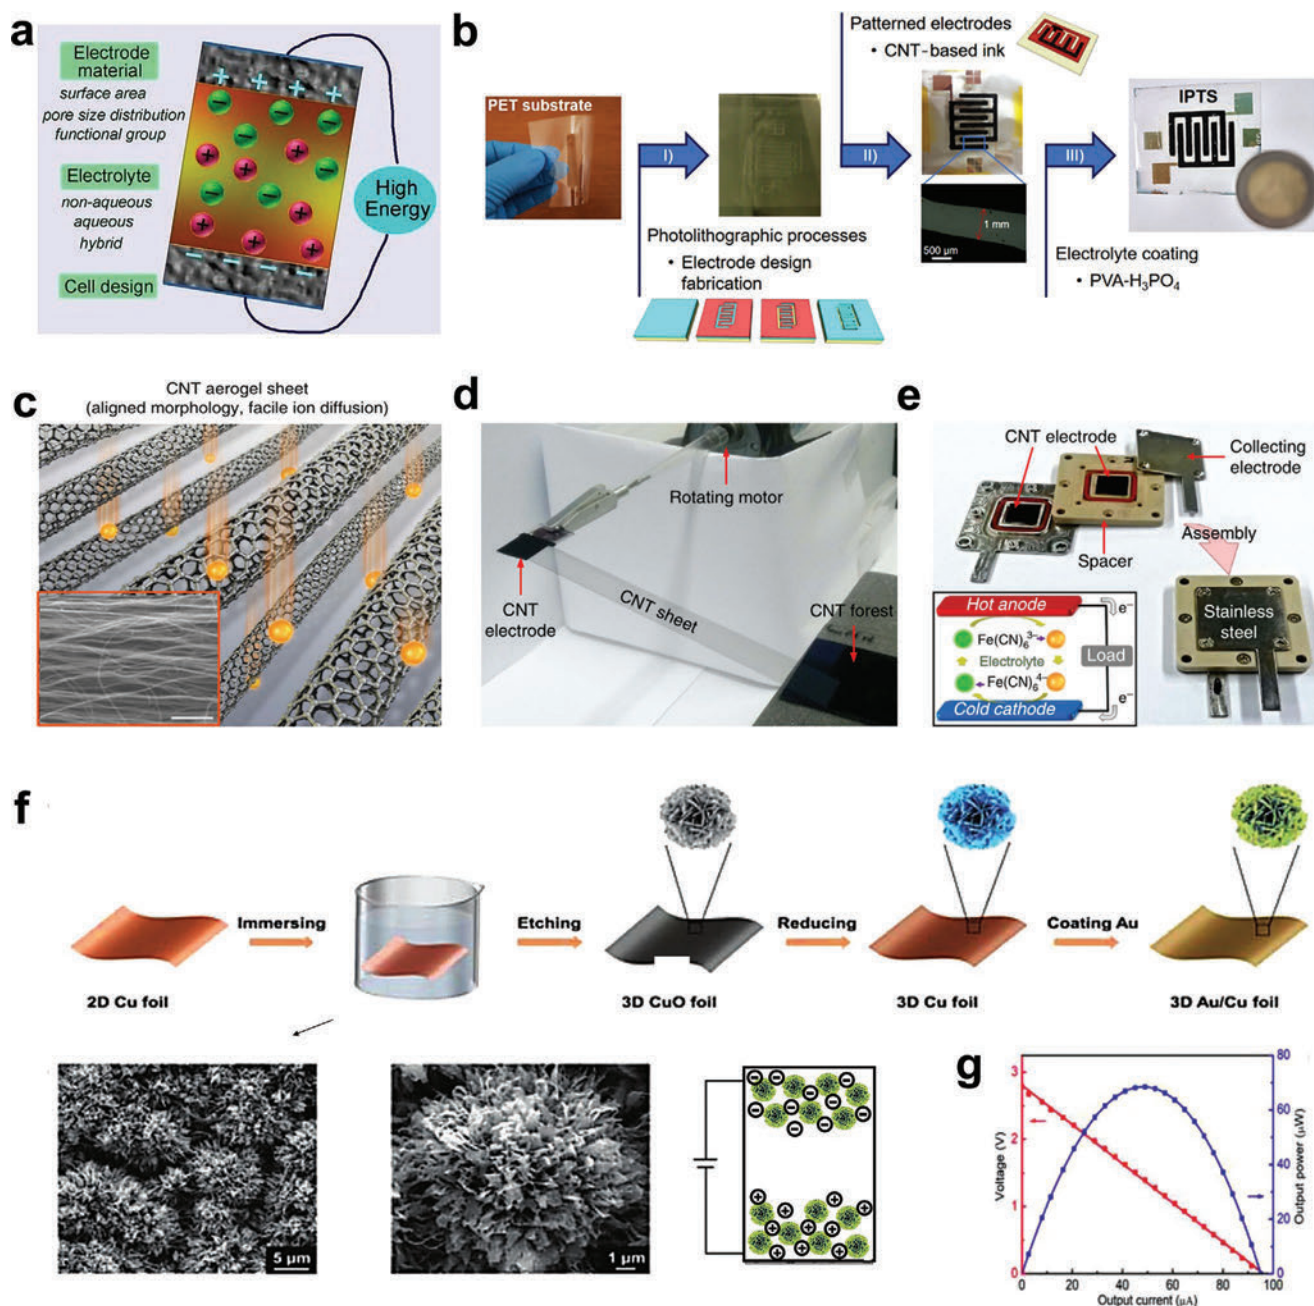 a
Electrode
material
surface area
pore size distribution
functional group
Electrolyte
non-aqueous
aqueous
hybrid
Cell design
High
Energy
b
PET substrate
I)
Photolithographic processes
• Electrode design
fabrication
Patterned electrodes
• CNT-based ink
II)
1 mm
500 μm
III)
IPTS
Electrolyte coating
• PVA-H₃PO₄
c
CNT aerogel sheet
(aligned morphology, facile ion diffusion)
d
Rotating motor
CNT
electrode
CNT sheet
CNT forest
e
CNT electrode
Collecting
electrode
Spacer
Assembly
Stainless
steel
Hot anode
e⁻
Fe(CN)₆³⁻
Electrolyte
Load
Fe(CN)₆⁴⁻
e⁻
Cold cathode
f
Immersing
Etching
Reducing
Coating Au
2D Cu foil
3D CuO foil
3D Cu foil
3D Au/Cu foil
5 μm
1 μm
g
Voltage (V)
3
2
1
0
0 20 40 60 80 100
Output current (μA)
80
60
40
20
0
Output power (μW)